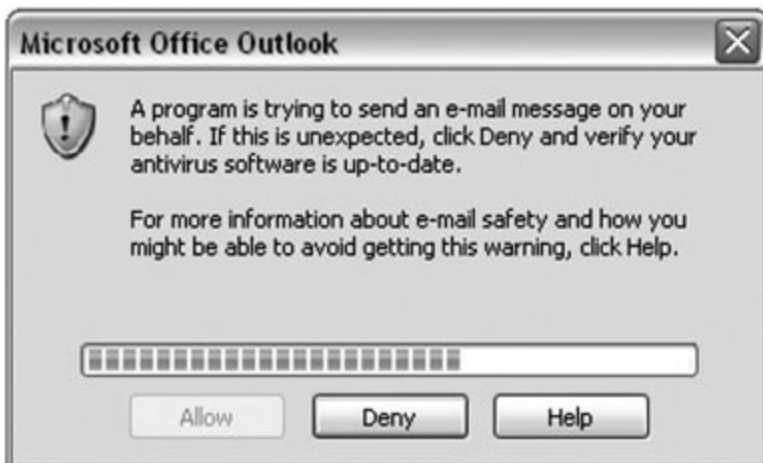 Microsoft Office Outlook
A program is trying to send an e-mail message on your
behalf. If this is unexpected, click Deny and verify your
antivirus software is up-to-date.
For more information about e-mail safety and how you
might be able to avoid getting this warning, click Help.
Allow Deny Help